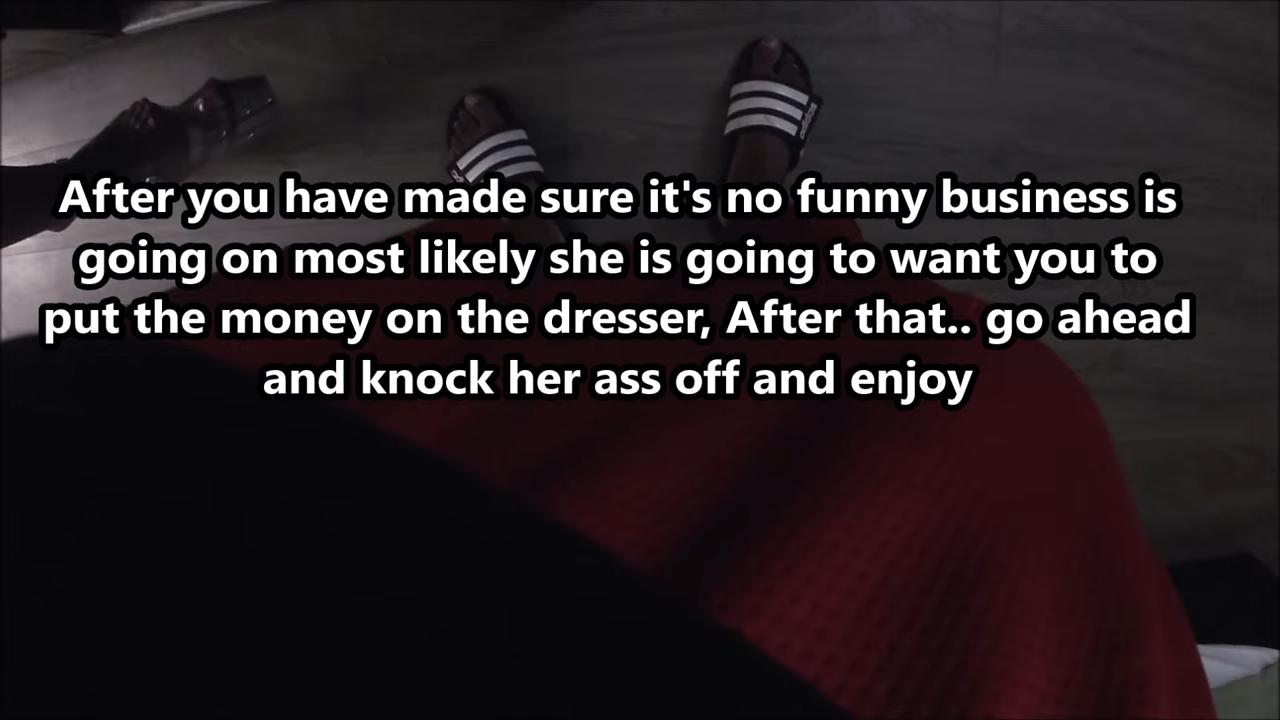 After you have made sure it's no funny business is
going on most likely she is going to want you to
put the money on the dresser, After that.. go ahead
and knock her ass off and enjoy
adidas